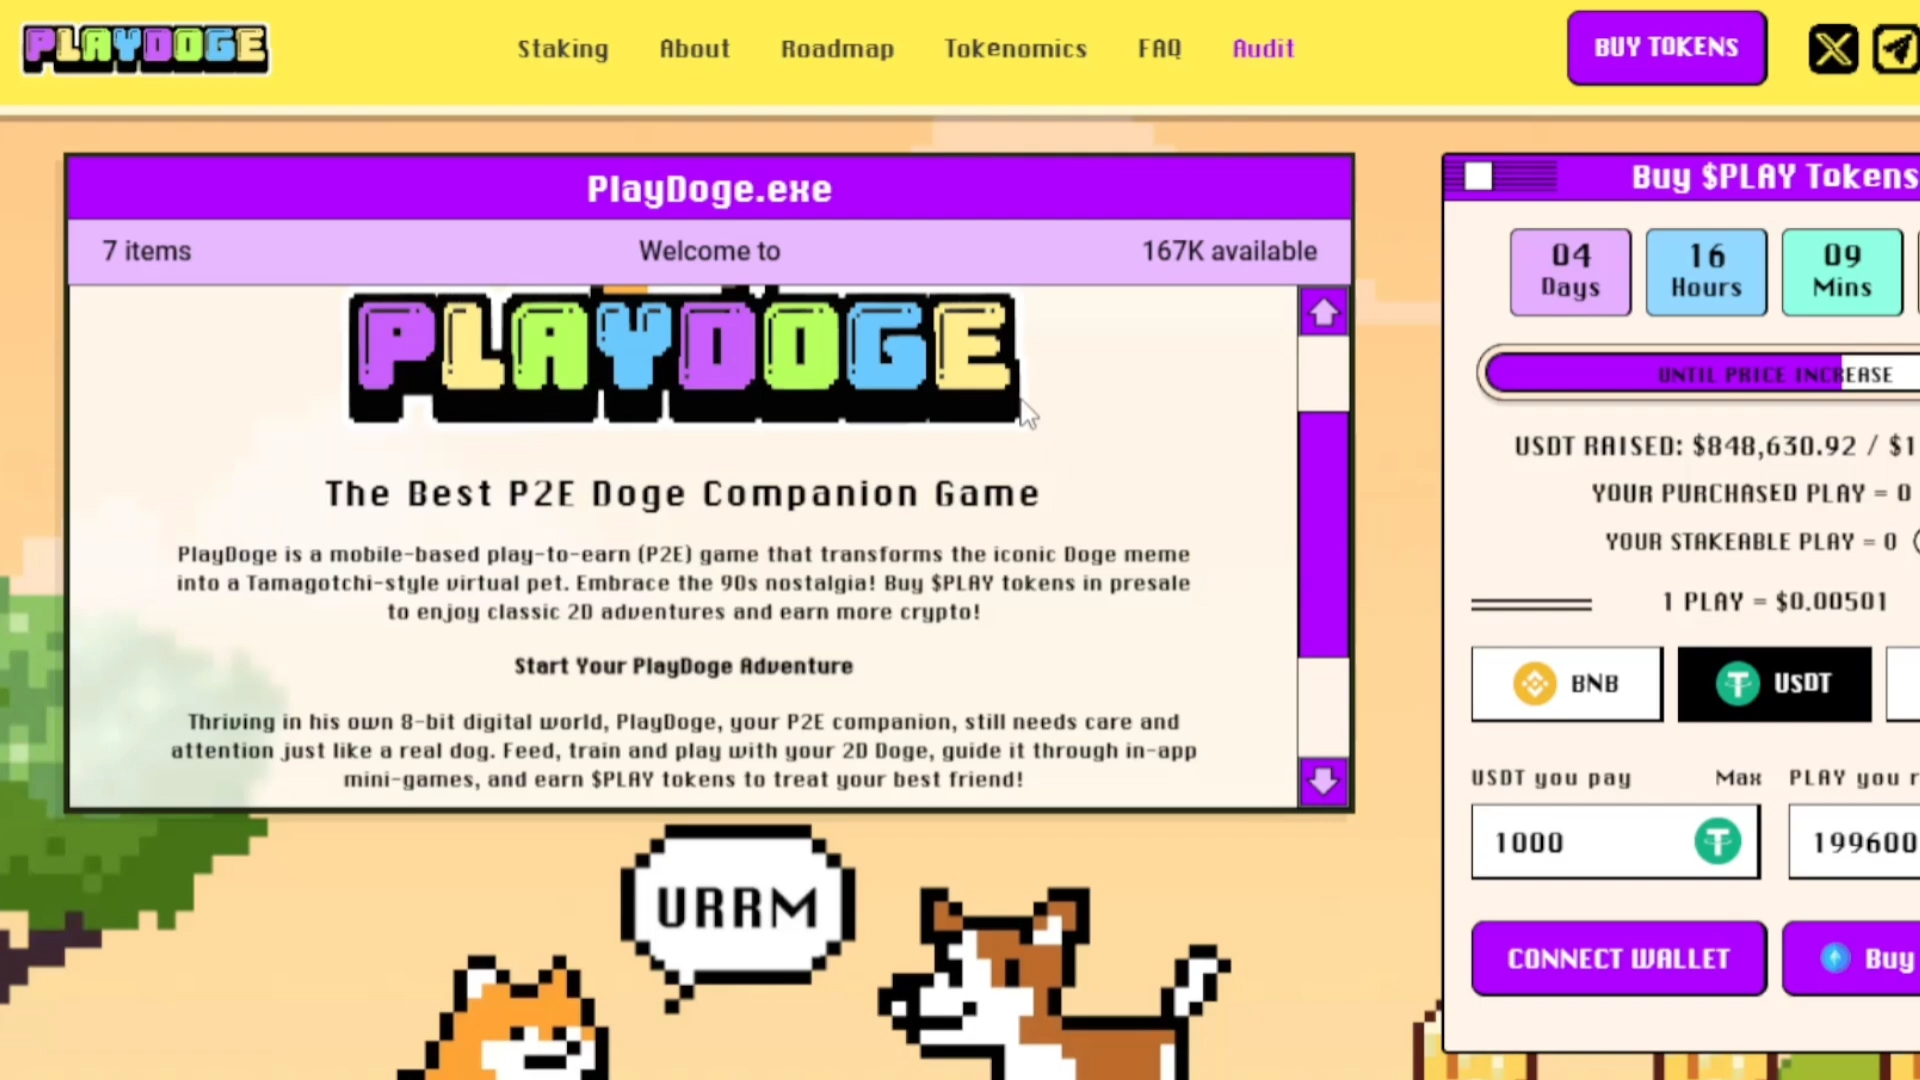 PLAYDOGE
Staking About Roadmap Tokenomics FAQ Audit
BUY TOKENS
PlayDoge.exe
7 items Welcome to 167K available
PLAYDOGE
The Best P2E Doge Companion Game
PlayDoge is a mobile-based play-to-earn (P2E) game that transforms the iconic Doge meme
into a Tamagotchi-style virtual pet. Embrace the 90s nostalgia! Buy $PLAY tokens in presale
to enjoy classic 2D adventures and earn more crypto!
Start Your PlayDoge Adventure
Thriving in his own 8-bit digital world, PlayDoge, your P2E companion, still needs care and
attention just like a real dog. Feed, train and play with your 2D Doge, guide it through in-app
mini-games, and earn $PLAY tokens to treat your best friend!
URRM
Buy $PLAY Tokens
04 16 09
Days Hours Mins
UNTIL PRICE INCREASE
USDT RAISED: $848,630.92 / $1
YOUR PURCHASED PLAY = 0
YOUR STAKEABLE PLAY = 0
1 PLAY = $0.00501
BNB USDT
USDT you pay Max PLAY you r
1000 199600
CONNECT WALLET Buy